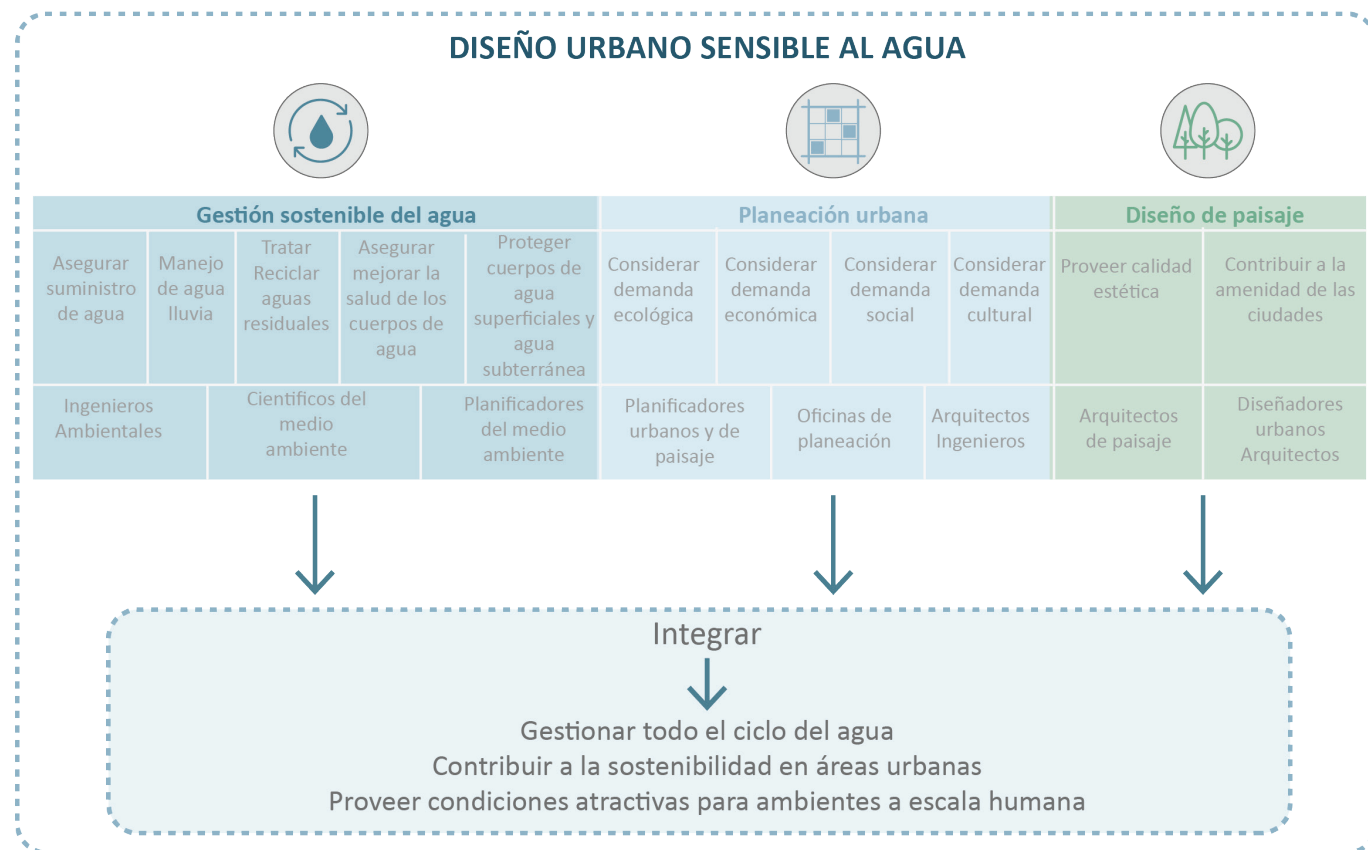 DISEÑO URBANO SENSIBLE AL AGUA
Gestión sostenible del agua
Planeación urbana
Diseño de paisaje
Asegurar
suministro
de agua
Manejo
de agua
lluvia
Tratar
Reciclar
aguas
residuales
Asegurar
mejorar la
salud de los
cuerpos de
agua
Proteger
cuerpos de
agua
superficiales y
agua
subterránéa
Considerar
demanda
ecológica
Considerar
demanda
económica
Considerar
demanda
social
Considerar
demanda
cultural
Proveer calidad
estética
Contribuir a la
amenidad de las
ciudades
Ingenieros
Ambientales
Científicos del
medio
ambiente
Planificadores
del medio
ambiente
Planificadores
urbanos y de
paisaje
Oficinas de
planeación
Arquitectos
Ingenieros
Arquitectos
de paisaje
Diseñadores
urbanos
Arquitectos
Integrar
Gestionar todo el ciclo del agua
Contribuir a la sostenibilidad en áreas urbanas
Proveer condiciones atractivas para ambientes a escala humana